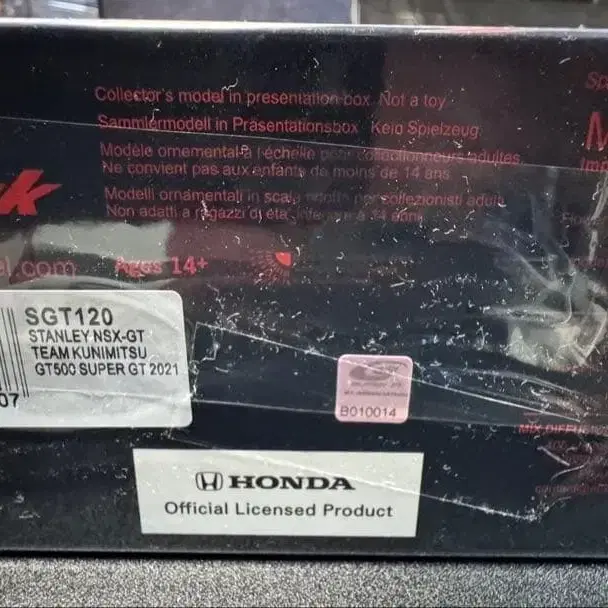 Collector's model in presentation box. Not a toy
Sammlermodell in Präsentationsbox. Kein Spielzeug.
Modèle ornemental à l'échelle pour collectionneurs adultes.
Ne convient pas aux enfants de moins de 14 ans
Modelli ornamentali in scala per collezionisti adulti
Non adatti a ragazzi di età inferiore a 14 anni
Ages 14+
SGT120
STANLEY NSX-GT
TEAM KUNIMITSU
GT500 SUPER GT 2021
07
B010014
HONDA
Official Licensed Product